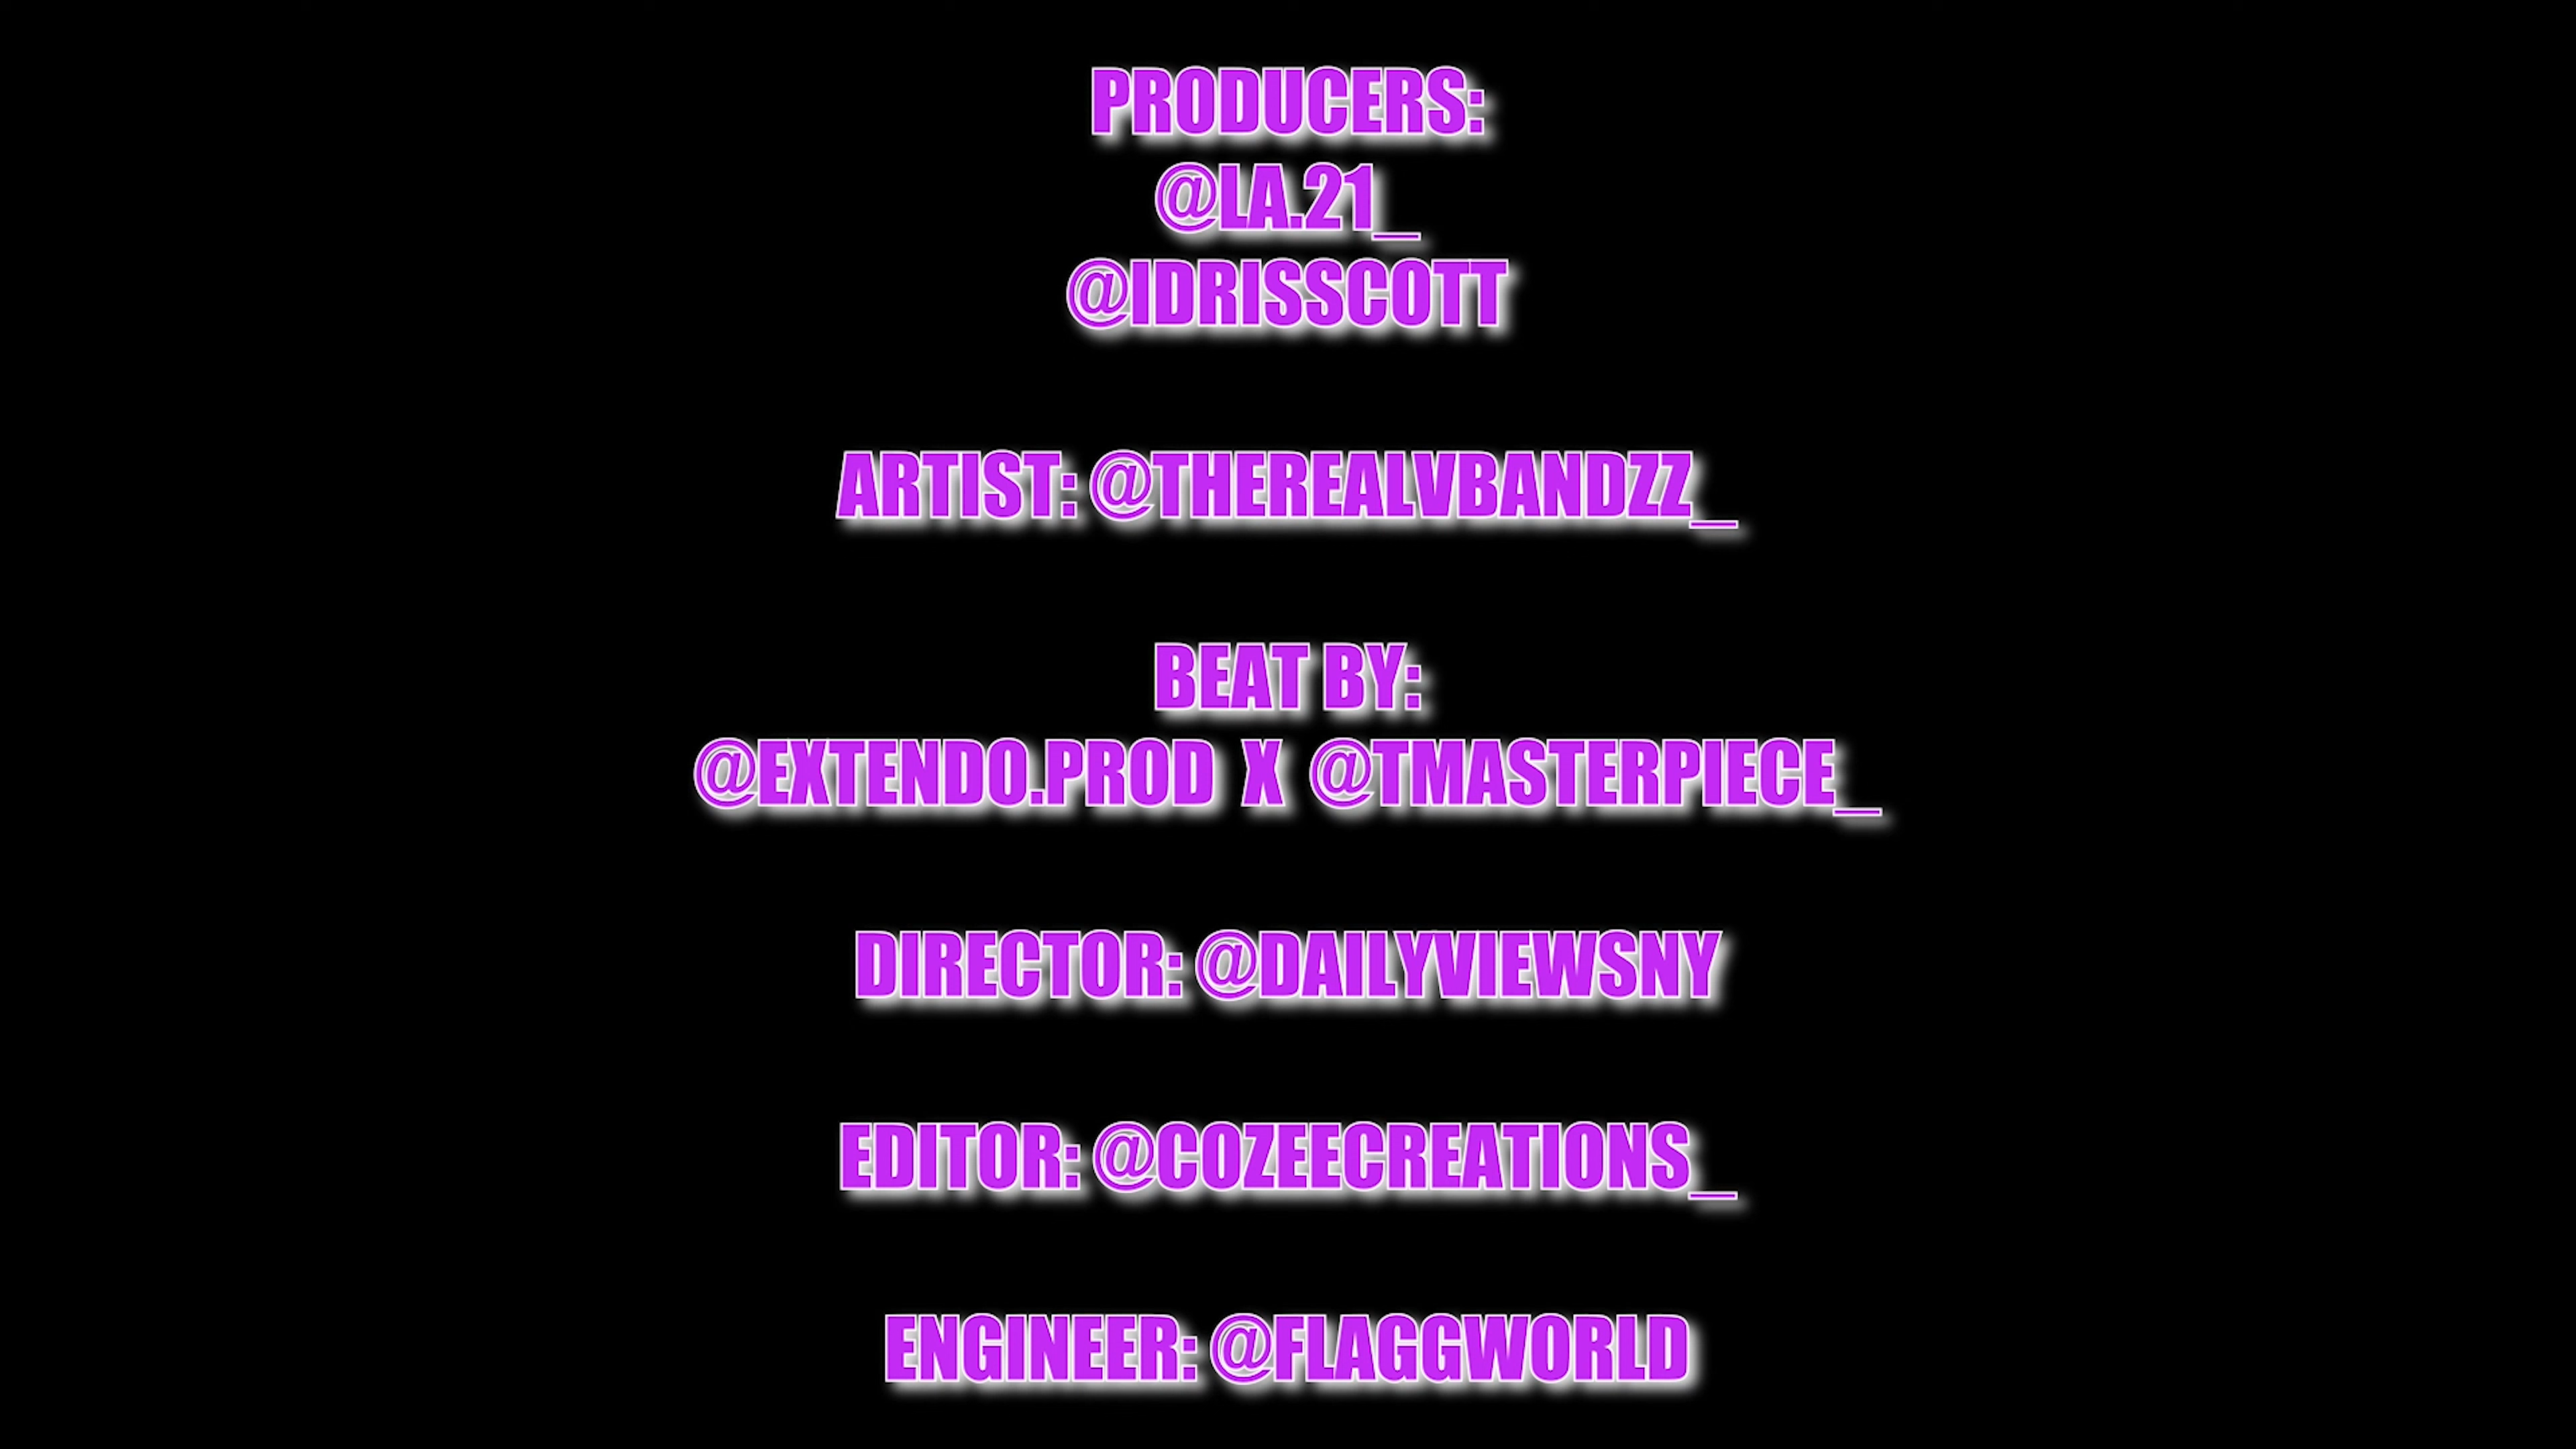 PRODUCERS:
@LA.21_
@IDRISSCOTT
ARTIST: @THEREALVBANDZZ_
BEAT BY:
@EXTENDO.PROD X @TMASTERPIECE_
DIRECTOR: @DAILYVIEWSNY
EDITOR: @COZEECREATIONS_
ENGINEER: @FLAGGWORLD